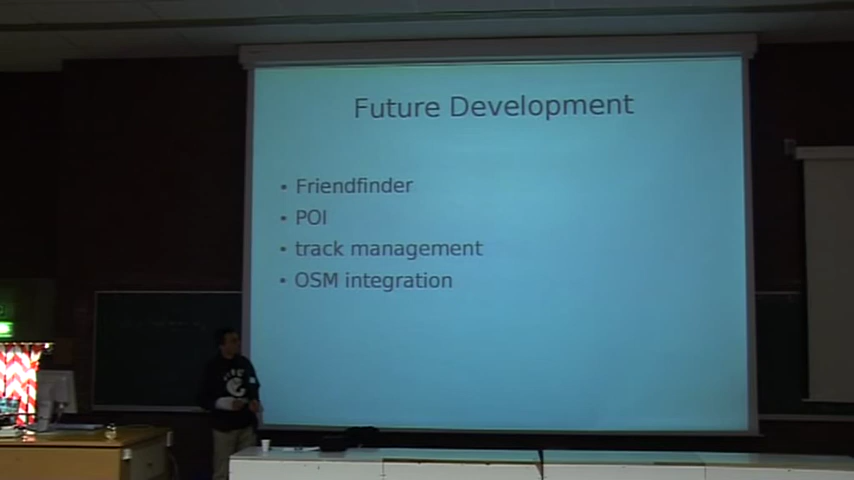 Future Development
• Friendfinder
• POI
• track management
• OSM integration